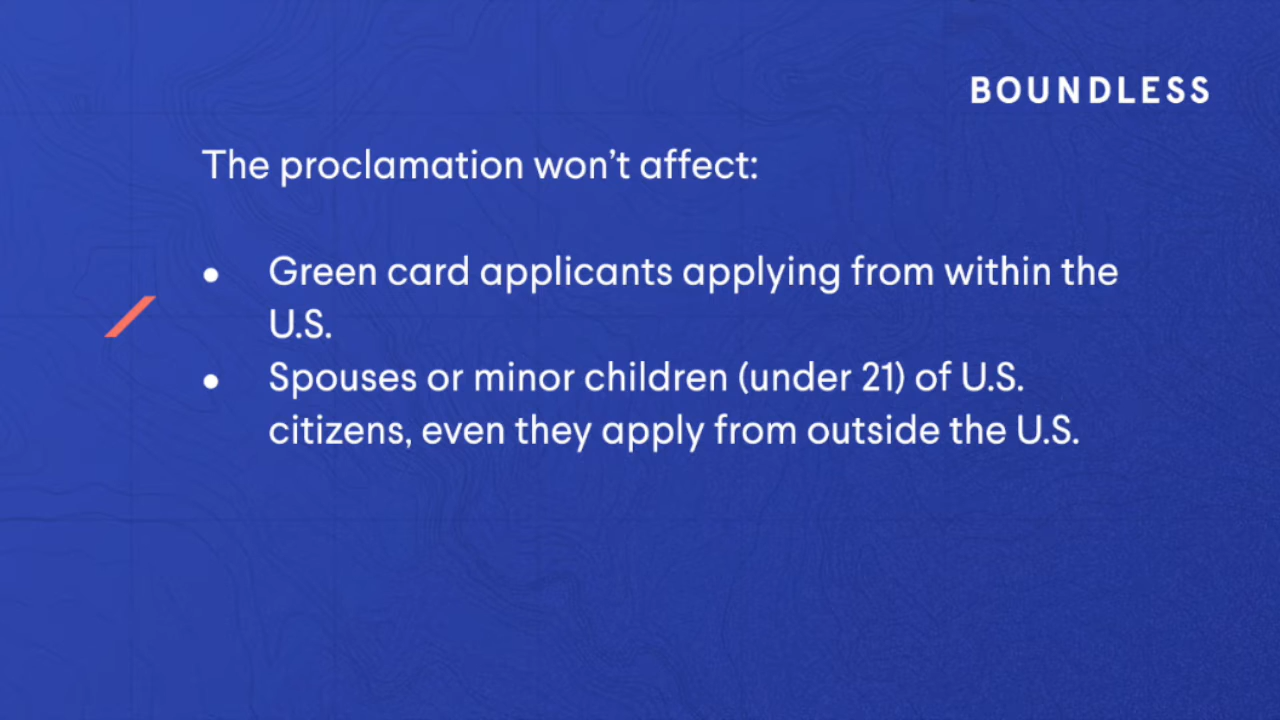 BOUNDLESS
The proclamation won’t affect:
● Green card applicants applying from within the
U.S.
● Spouses or minor children (under 21) of U.S.
citizens, even they apply from outside the U.S.